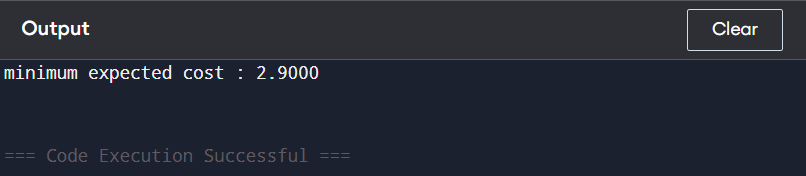 Output
Clear
minimum expected cost : 2.9000
=== Code Execution Successful ===